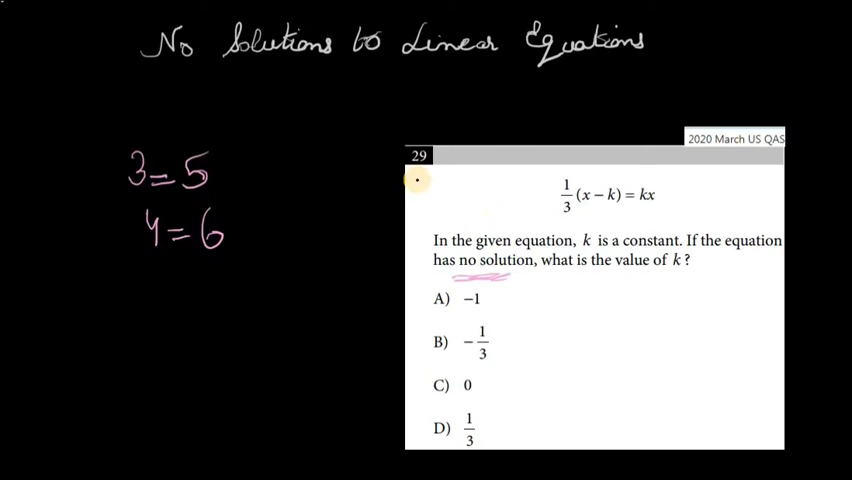 No Solutions to Linear Equations
3 = 5
4 = 6
2020 March US QAS
29
1/3 (x − k) = kx
In the given equation, k is a constant. If the equation
has no solution, what is the value of k ?
A) −1
B) −1/3
C) 0
D) 1/3